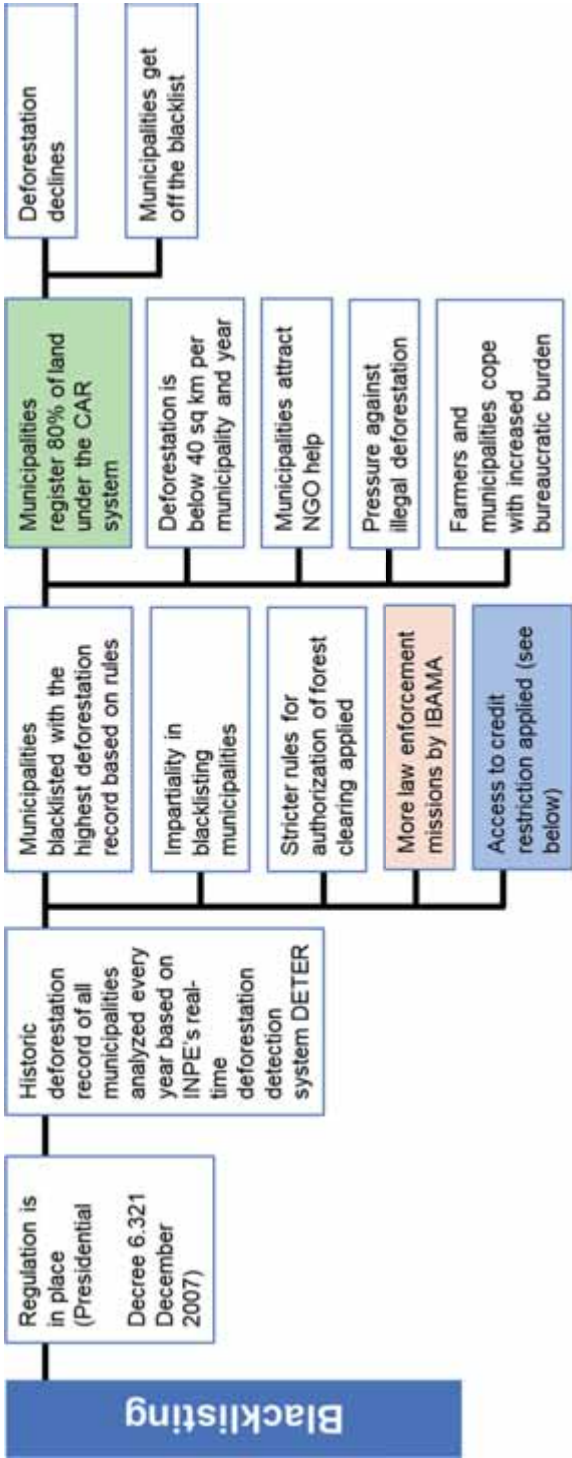 Blacklisting
Regulation is
in place
(Presidential
Decree 6.321
December
2007)
Historic
deforestation
record of all
municipalities
analyzed every
year based on
INPE's real-
time
deforestation
detection
system DETER
Municipalities
blacklisted with the
highest deforestation
record based on rules
Impartiality in
blacklisting
municipalities
Stricter rules for
authorization of forest
clearing applied
More law enforcement
missions by IBAMA
Access to credit
restriction applied (see
below)
Municipalities
register 80% of land
under the CAR
system
Deforestation is
below 40 sq km per
municipality and year
Municipalities attract
NGO help
Pressure against
illegal deforestation
Farmers and
municipalities cope
with increased
bureaucratic burden
Deforestation
declines
Municipalities get
off the blacklist